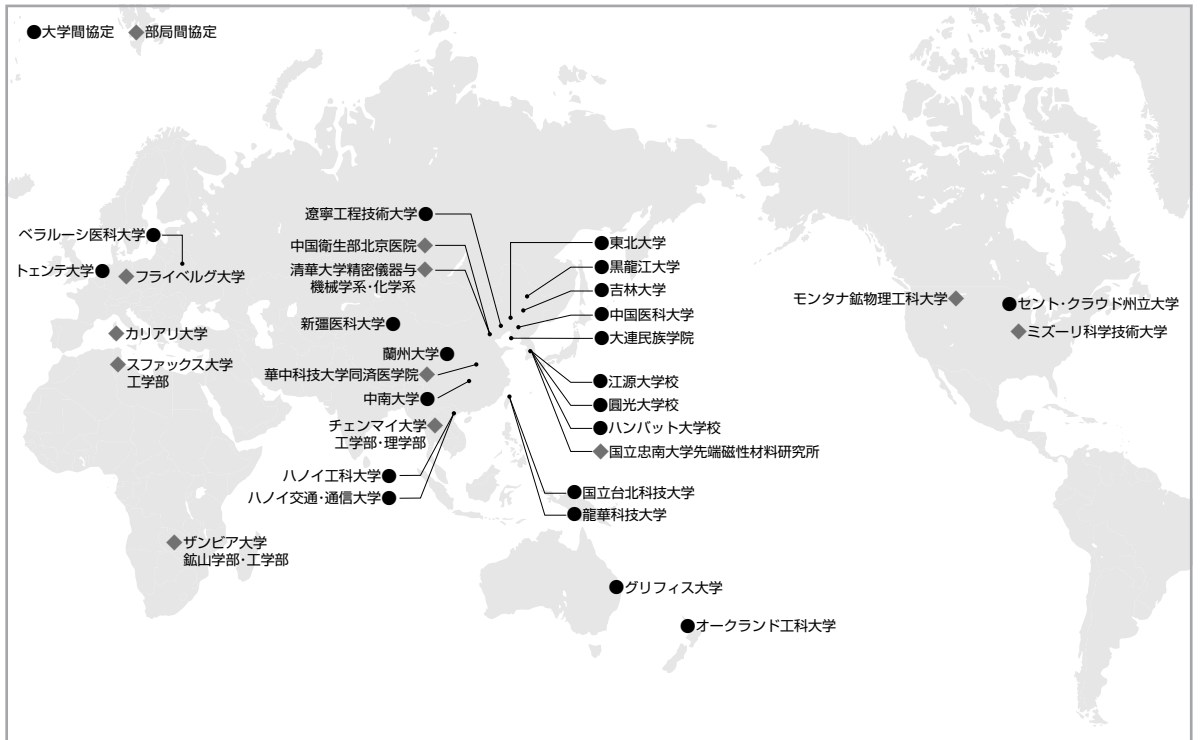 ●大学間協定 ◆部局間協定
遼寧工程技術大学●
ベラルーシ医科大学●
中国衛生部北京医院◆
●東北大学
トェンテ大学●
◆フライベルグ大学
清華大学精密儀器与◆
機械学系・化学系
●黒龍江大学
●吉林大学
モンタナ鉱物理工科大学◆
●セント・クラウド州立大学
新彊医科大学●
●中国医科大学
◆カリアリ大学
◆ミズーリ科学技術大学
●大連民族学院
蘭州大学●
◆スファックス大学
工学部
華中科技大学同済医学院◆
●江源大学校
中南大学●
●圓光大学校
チェンマイ大学◆
工学部・理学部
●ハンバット大学校
◆国立忠南大学先端磁性材料研究所
ハノイ工科大学●
ハノイ交通・通信大学●
●国立台北科技大学
●龍華科技大学
◆ザンビア大学
鉱山学部・工学部
●グリフィス大学
●オークランド工科大学